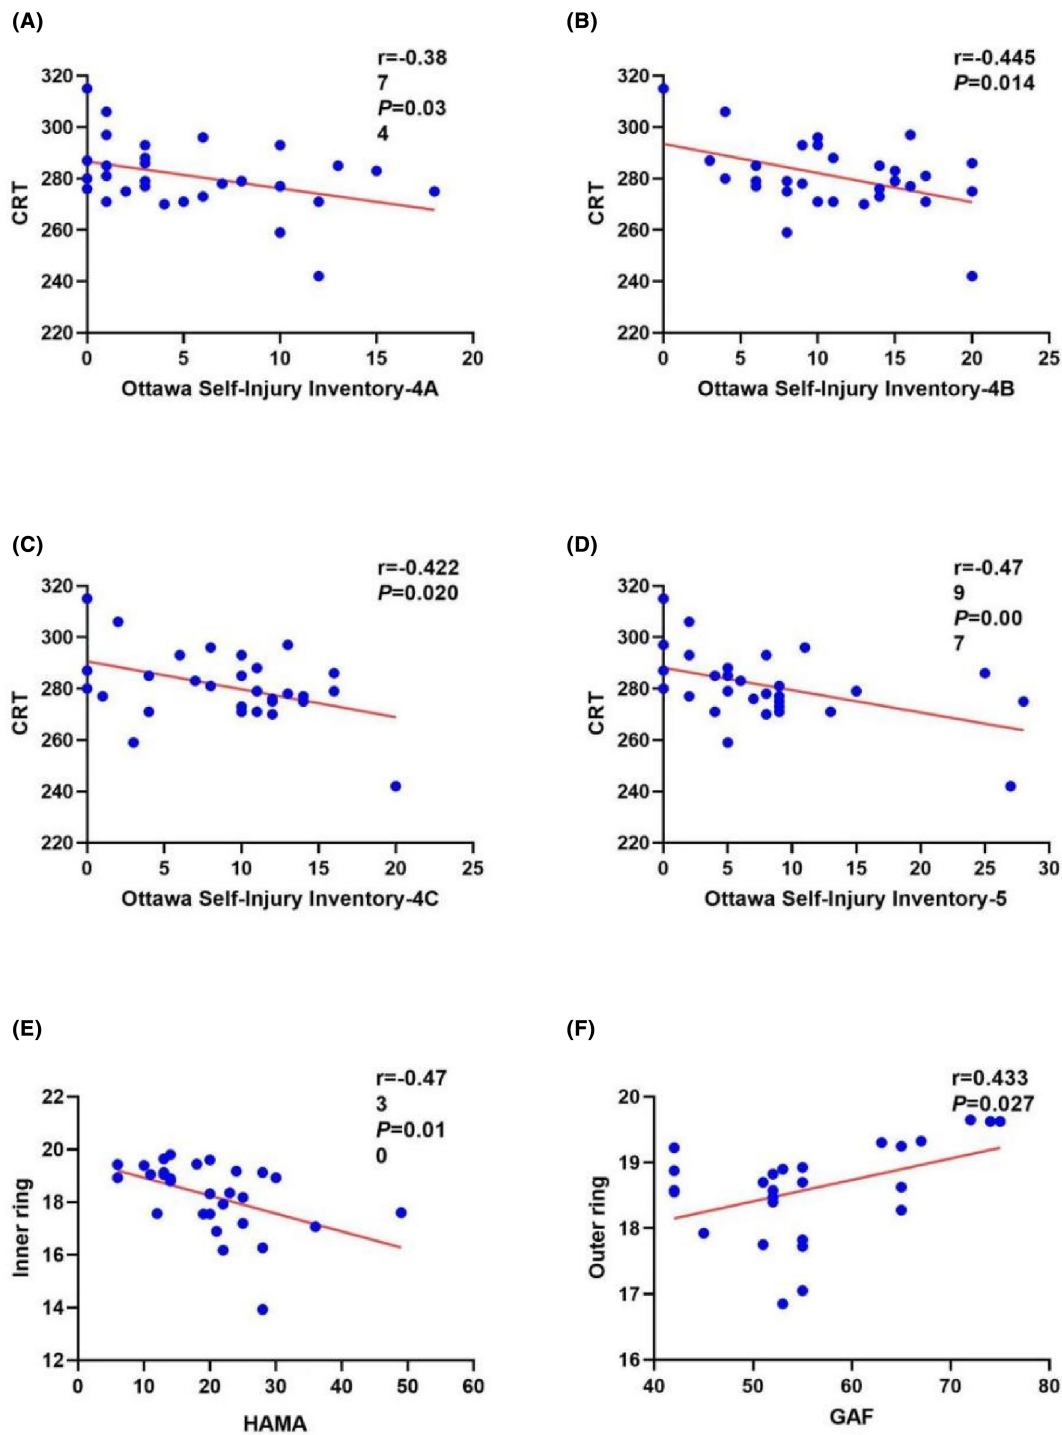 (A)
r=-0.38
7
P=0.03
4
320
300
280
260
240
220
CRT
0 5 10 15 20
Ottawa Self-Injury Inventory-4A
(B)
r=-0.445
P=0.014
320
300
280
260
240
220
CRT
0 5 10 15 20 25
Ottawa Self-Injury Inventory-4B
(C)
r=-0.422
P=0.020
320
300
280
260
240
220
CRT
0 5 10 15 20 25
Ottawa Self-Injury Inventory-4C
(D)
r=-0.47
9
P=0.00
7
320
300
280
260
240
220
CRT
0 5 10 15 20 25 30
Ottawa Self-Injury Inventory-5
(E)
r=-0.47
3
P=0.01
0
22
20
18
16
14
12
Inner ring
0 10 20 30 40 50 60
HAMA
(F)
r=0.433
P=0.027
20
19
18
17
16
Outer ring
40 50 60 70 80
GAF